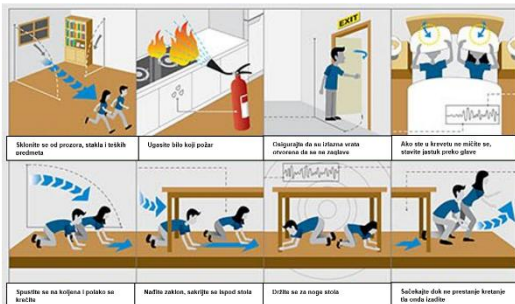 EXIT
Sklonite se od prozora, stakla i teških
predmeta
Ugasite bilo koji požar
Osigurajte da su izlazna vrata
otvorena da se ne zaglave
Ako ste u krevetu ne mičite se,
stavite jastuk preko glave
Spustite se na koljena i polako se
krećite
Nađite zaklon, sakrijte se ispod stola
Držite se za noge stola
Sačekajte dok ne prestanje kretanje
tla onda izađite